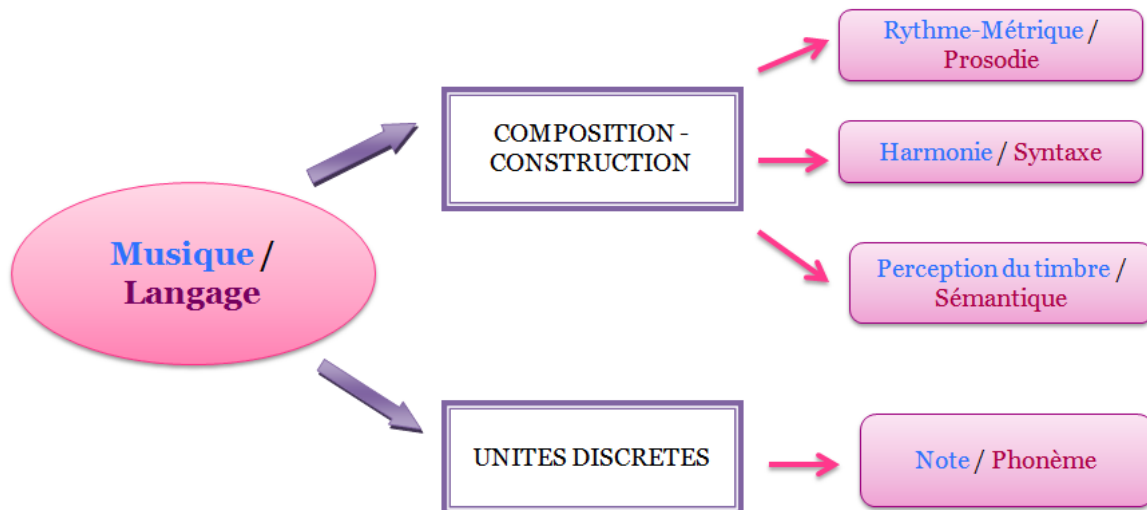 Musique /
Langage
COMPOSITION -
CONSTRUCTION
Rythme-Métrique /
Prosodie
Harmonie / Syntaxe
Perception du timbre /
Sémantique
UNITES DISCRETES
Note / Phonème